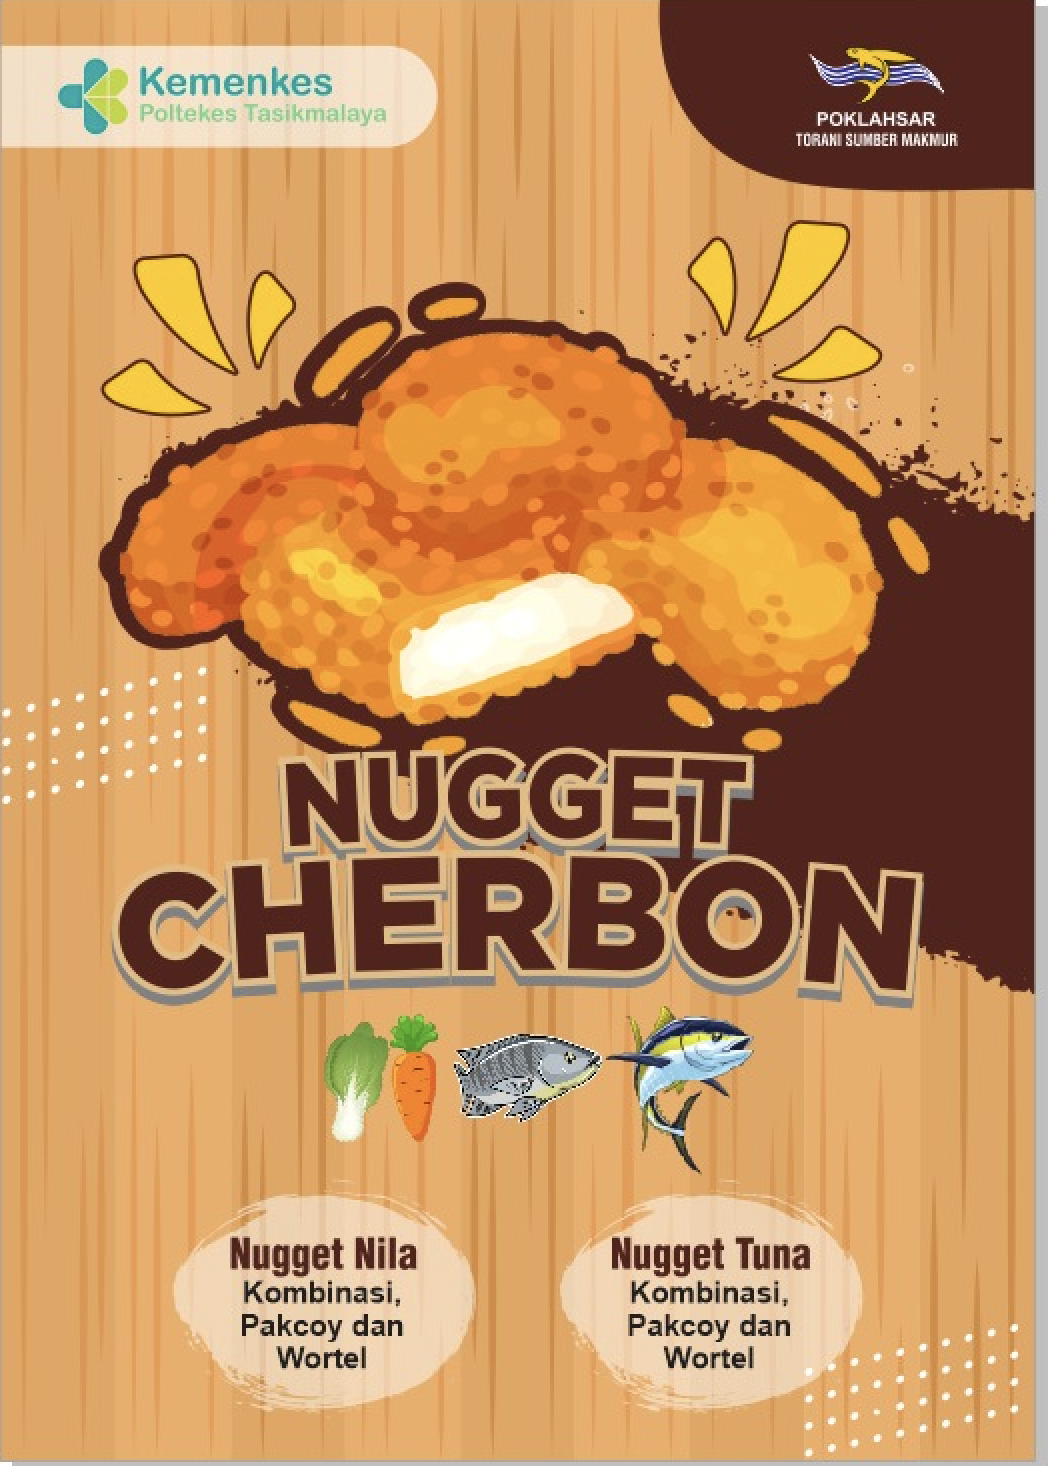 Kemenkes
Poltekes Tasikmalaya
POKLAHSAR
TORANI SUMBER MAKMUR
NUGGET
CHERBON
Nugget Nila
Kombinasi,
Pakcoy dan
Wortel
Nugget Tuna
Kombinasi,
Pakcoy dan
Wortel